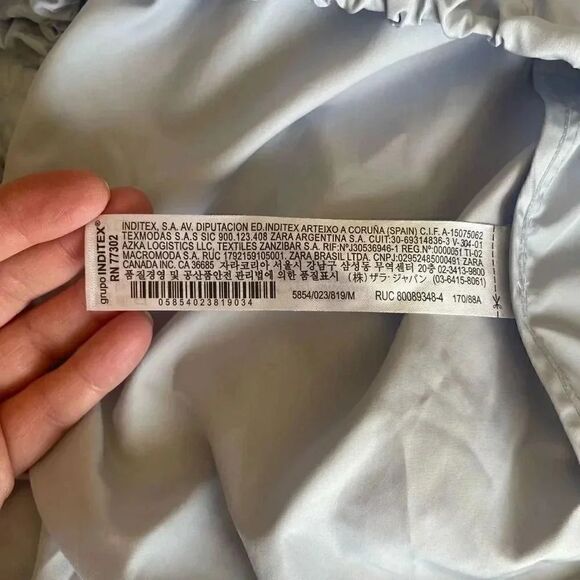 grupo INDITEX®
RN 77302
INDITEX, S.A. AV. DIPUTACION ED.INDITEX ARTEIXO A CORUÑA (SPAIN) C.I.F. A-15075062
TEXMODAS S.A.S SIC 900.123.408 ZARA ARGENTINA S.A. CUIT:30-69314836-3 V-304-01
AZKA LOGISTICS LLC, TEXTILES ZANZIBAR S.A. RIF:NºJ30536946-1 REG.Nº:0000051 TI-02
MACROMODA S.A. RUC 1792159105001. ZARA BRASIL LTDA. CNPJ:02952485000491 ZARA
CANADA INC. CA 36685 자라코리아 서울시 강남구 삼성동 무역센터 20층 02-3413-9800
품질경영 및 공산품안전 관리법에 의한 품질표시 (株) ザラ・ジャパン (03-6415-8061)
05854023819034
5854/023/819/M RUC 80089348-4 170/88A